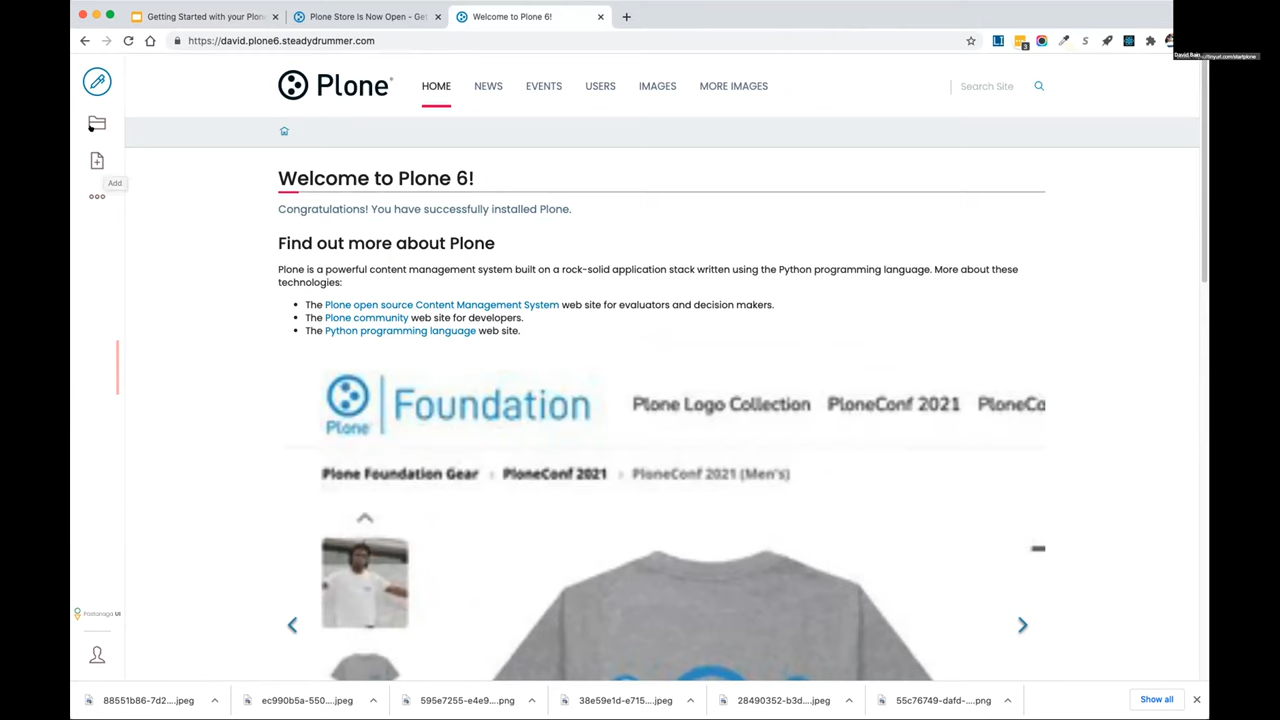 Getting Started with your Plone
Plone Store Is Now Open - Get
Welcome to Plone 6!
https://david.plone6.steadydrummer.com
David Bain
Plone®
HOME
NEWS
EVENTS
USERS
IMAGES
MORE IMAGES
Search Site
Add
Welcome to Plone 6!
Congratulations! You have successfully installed Plone.
Find out more about Plone
Plone is a powerful content management system built on a rock-solid application stack written using the Python programming language. More about these
technologies:
• The Plone open source Content Management System web site for evaluators and decision makers.
• The Plone community web site for developers.
• The Python programming language web site.
Plone® Foundation
Plone Logo Collection
PloneConf 2021
PloneCo
Plone Foundation Gear › PloneConf 2021 › PloneConf 2021 (Men's)
Pastanaga UI
88551b86-7d2....jpeg
ec990b5a-550....jpeg
595e7255-e4e9....png
38e59e1d-e715....jpeg
28490352-b3d....jpeg
55c76749-dafd-....png
Show all